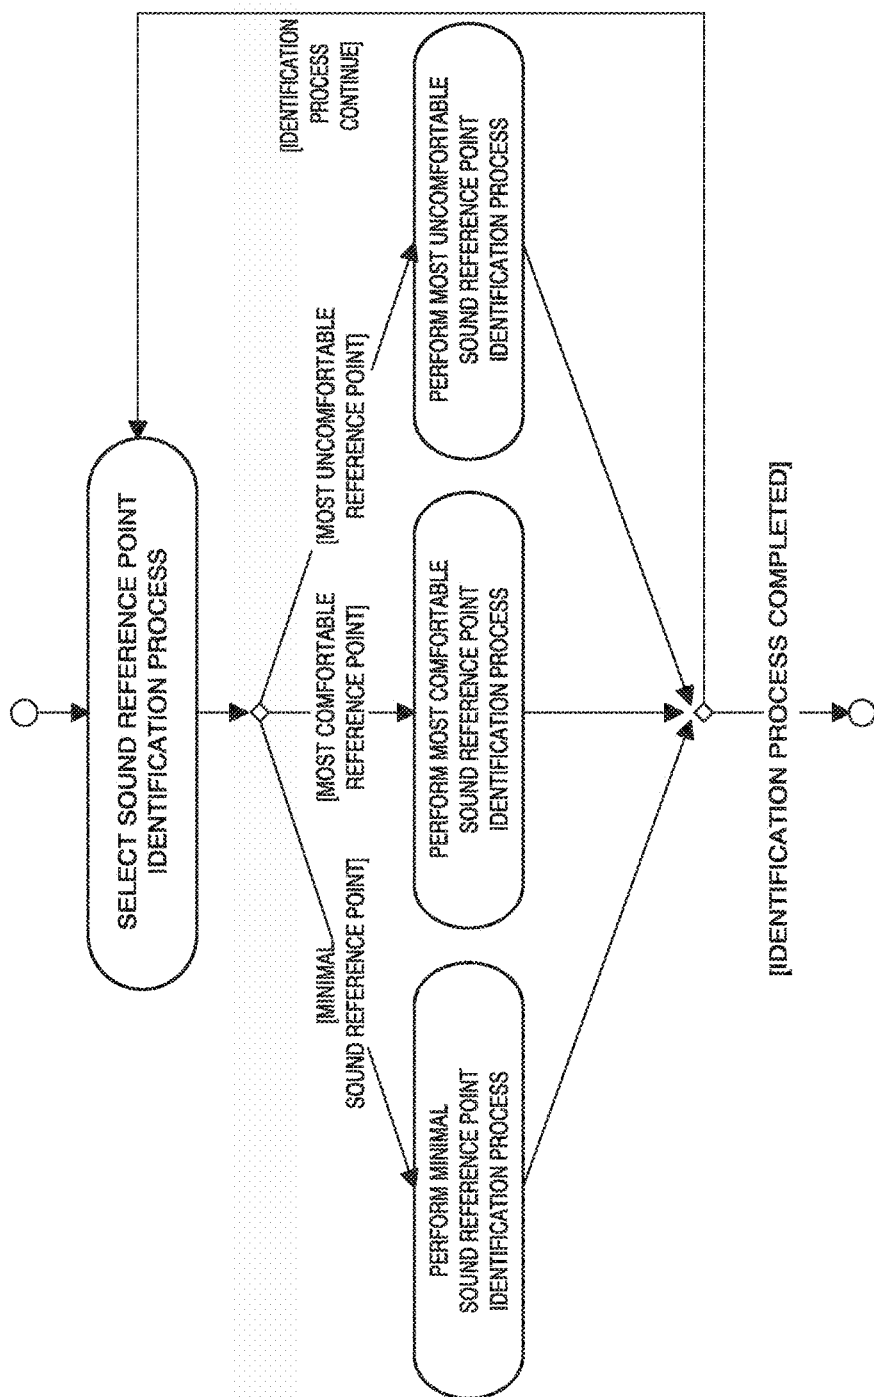 SELECT SOUND REFERENCE POINT
IDENTIFICATION PROCESS
[MINIMAL
SOUND REFERENCE POINT]
[MOST COMFORTABLE
REFERENCE POINT]
[MOST UNCOMFORTABLE
REFERENCE POINT]
[IDENTIFICATION
PROCESS
CONTINUE]
PERFORM MINIMAL
SOUND REFERENCE POINT
IDENTIFICATION PROCESS
PERFORM MOST COMFORTABLE
SOUND REFERENCE POINT
IDENTIFICATION PROCESS
PERFORM MOST UNCOMFORTABLE
SOUND REFERENCE POINT
IDENTIFICATION PROCESS
[IDENTIFICATION PROCESS COMPLETED]